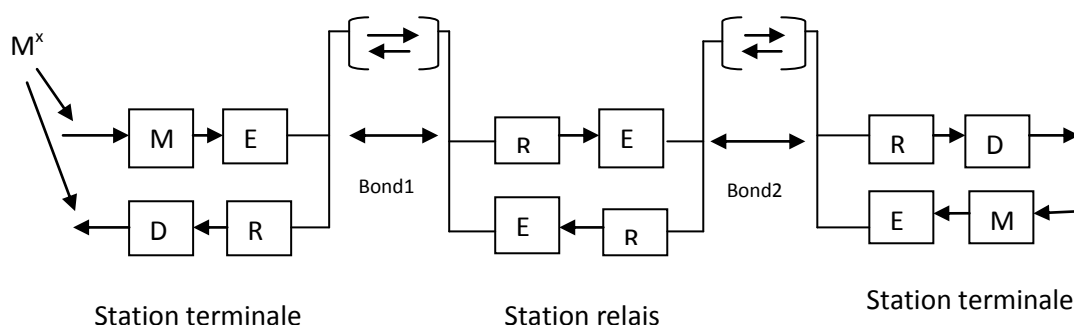 Mˣ
M E R E R D
Bond1 Bond2
D R E R E M
Station terminale Station relais Station terminale